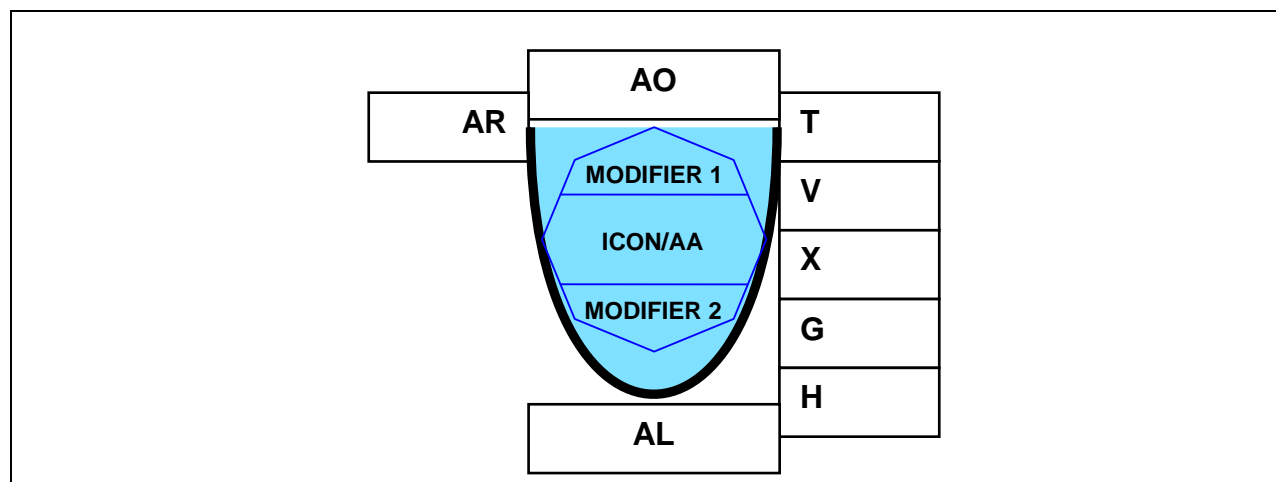 AO
AR
T
MODIFIER 1
V
ICON/AA
X
MODIFIER 2
G
H
AL